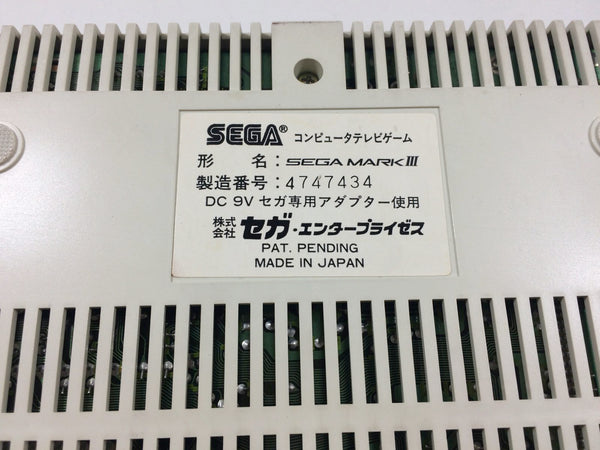 SEGA® コンピュータテレビゲーム
形 名：SEGA MARK III
製造番号：4747434
DC 9V セガ専用アダプター使用
株式会社 セガ・エンタープライゼス
PAT. PENDING
MADE IN JAPAN